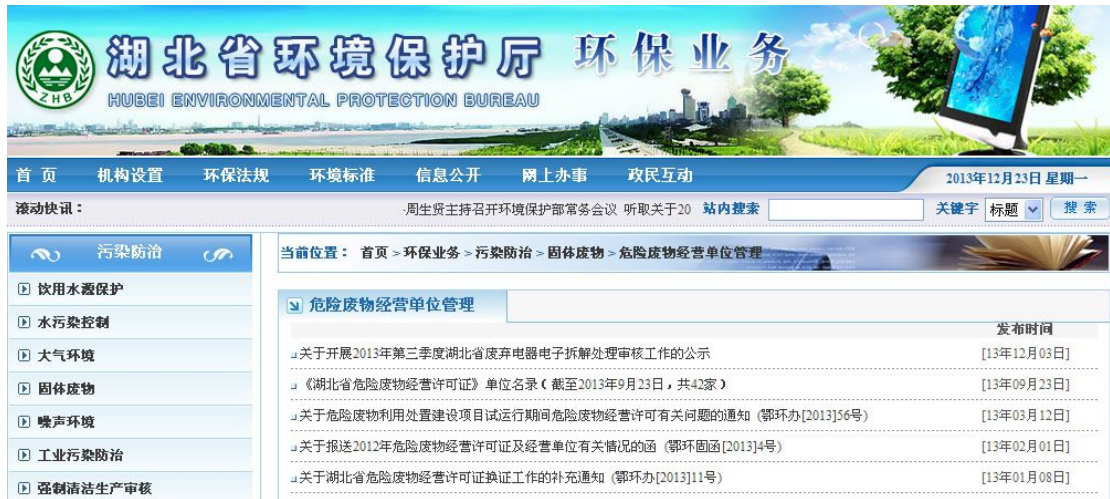 湖北省环境保护厅 环保业务
HUBEI ENVIRONMENTAL PROTECTION BUREAU
ZHB
首 页 机构设置 环保法规 环境标准 信息公开 网上办事 政民互动 2013年12月23日 星期一
滚动快讯： ·周生贤主持召开环境保护部常务会议 听取关于20 站内搜索 关键字 标题 搜 索
污染防治
当前位置： 首页 > 环保业务 > 污染防治 > 固体废物 > 危险废物经营单位管理
饮用水源保护
水污染控制
大气环境
固体废物
噪声环境
工业污染防治
强制清洁生产审核
危险废物经营单位管理
发布时间
关于开展2013年第三季度湖北省废弃电器电子拆解处理审核工作的公示 [13年12月03日]
《湖北省危险废物经营许可证》单位名录（截至2013年9月23日，共42家） [13年09月23日]
关于危险废物利用处置建设项目试运行期间危险废物经营许可有关问题的通知 (鄂环办[2013]56号) [13年03月12日]
关于报送2012年危险废物经营许可证及经营单位有关情况的函 (鄂环固函[2013]4号) [13年02月01日]
关于湖北省危险废物经营许可证换证工作的补充通知 (鄂环办[2013]11号) [13年01月08日]